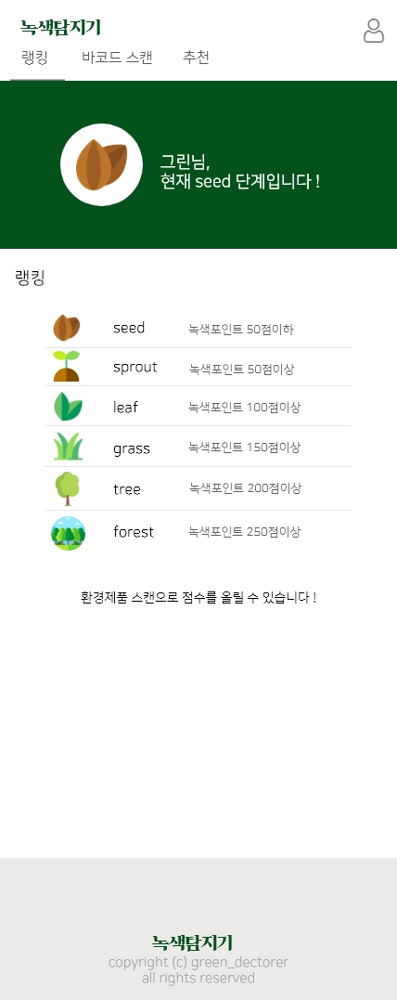 녹색탐지기
랭킹 바코드 스캔 추천
그린님,
현재 seed 단계입니다 !
랭킹
seed 녹색포인트 50점이하
sprout 녹색포인트 50점이상
leaf 녹색포인트 100점이상
grass 녹색포인트 150점이상
tree 녹색포인트 200점이상
forest 녹색포인트 250점이상
환경제품 스캔으로 점수를 올릴 수 있습니다 !
녹색탐지기
copyright (c) green_dectorer
all rights reserved